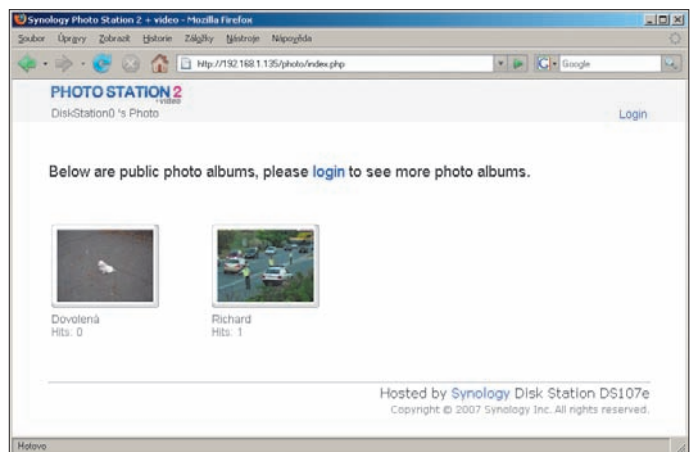 Synology Photo Station 2 + video - Mozilla Firefox
Soubor Úpravy Zobrazit Historie Záložky Nástroje Nápověda
http://192.168.1.135/photo/index.php
Google
PHOTO STATION 2
+video
DiskStation0 's Photo
Login
Below are public photo albums, please login to see more photo albums.
Dovolená
Hits: 0
Richard
Hits: 1
Hosted by Synology Disk Station DS107e
Copyright © 2007 Synology Inc. All rights reserved.
Hotovo